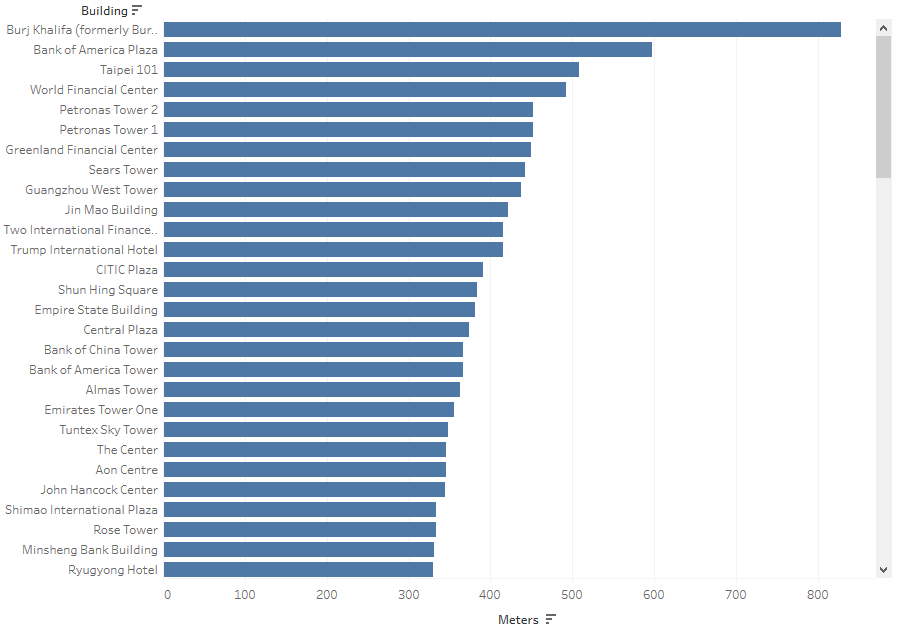 Building
Burj Khalifa (formerly Bur..
Bank of America Plaza
Taipei 101
World Financial Center
Petronas Tower 2
Petronas Tower 1
Greenland Financial Center
Sears Tower
Guangzhou West Tower
Jin Mao Building
Two International Finance..
Trump International Hotel
CITIC Plaza
Shun Hing Square
Empire State Building
Central Plaza
Bank of China Tower
Bank of America Tower
Almas Tower
Emirates Tower One
Tuntex Sky Tower
The Center
Aon Centre
John Hancock Center
Shimao International Plaza
Rose Tower
Minsheng Bank Building
Ryugyong Hotel
0 100 200 300 400 500 600 700 800
Meters